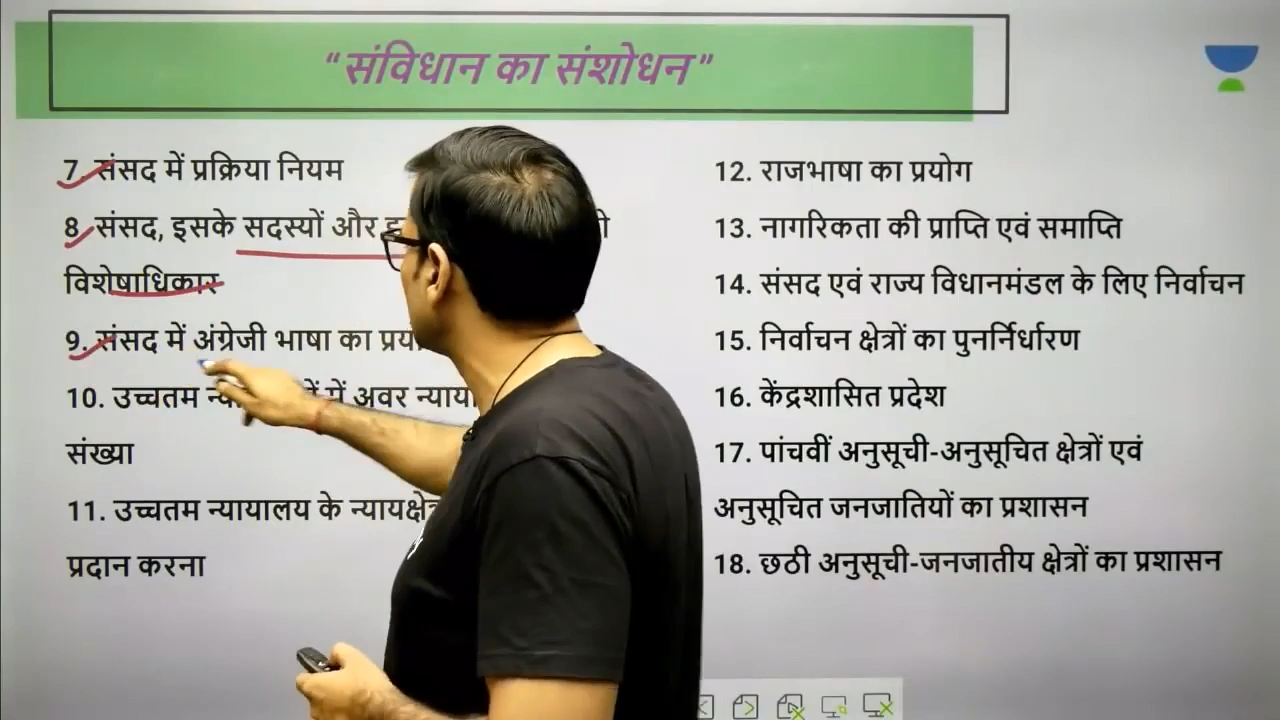 “संविधान का संशोधन”
7. संसद में प्रक्रिया नियम
8. संसद, इसके सदस्यों और
विशेषाधिकार
9. संसद में अंग्रेजी भाषा का
10. उच्चतम में अवर
संख्या
11. उच्चतम न्यायालय के
प्रदान करना
12. राजभाषा का प्रयोग
13. नागरिकता की प्राप्ति एवं समाप्ति
14. संसद एवं राज्य विधानमंडल के लिए निर्वाचन
15. निर्वाचन क्षेत्रों का पुनर्निर्धारण
16. केंद्रशासित प्रदेश
17. पांचवीं अनुसूची-अनुसूचित क्षेत्रों एवं
अनुसूचित जनजातियों का प्रशासन
18. छठी अनुसूची-जनजातीय क्षेत्रों का प्रशासन